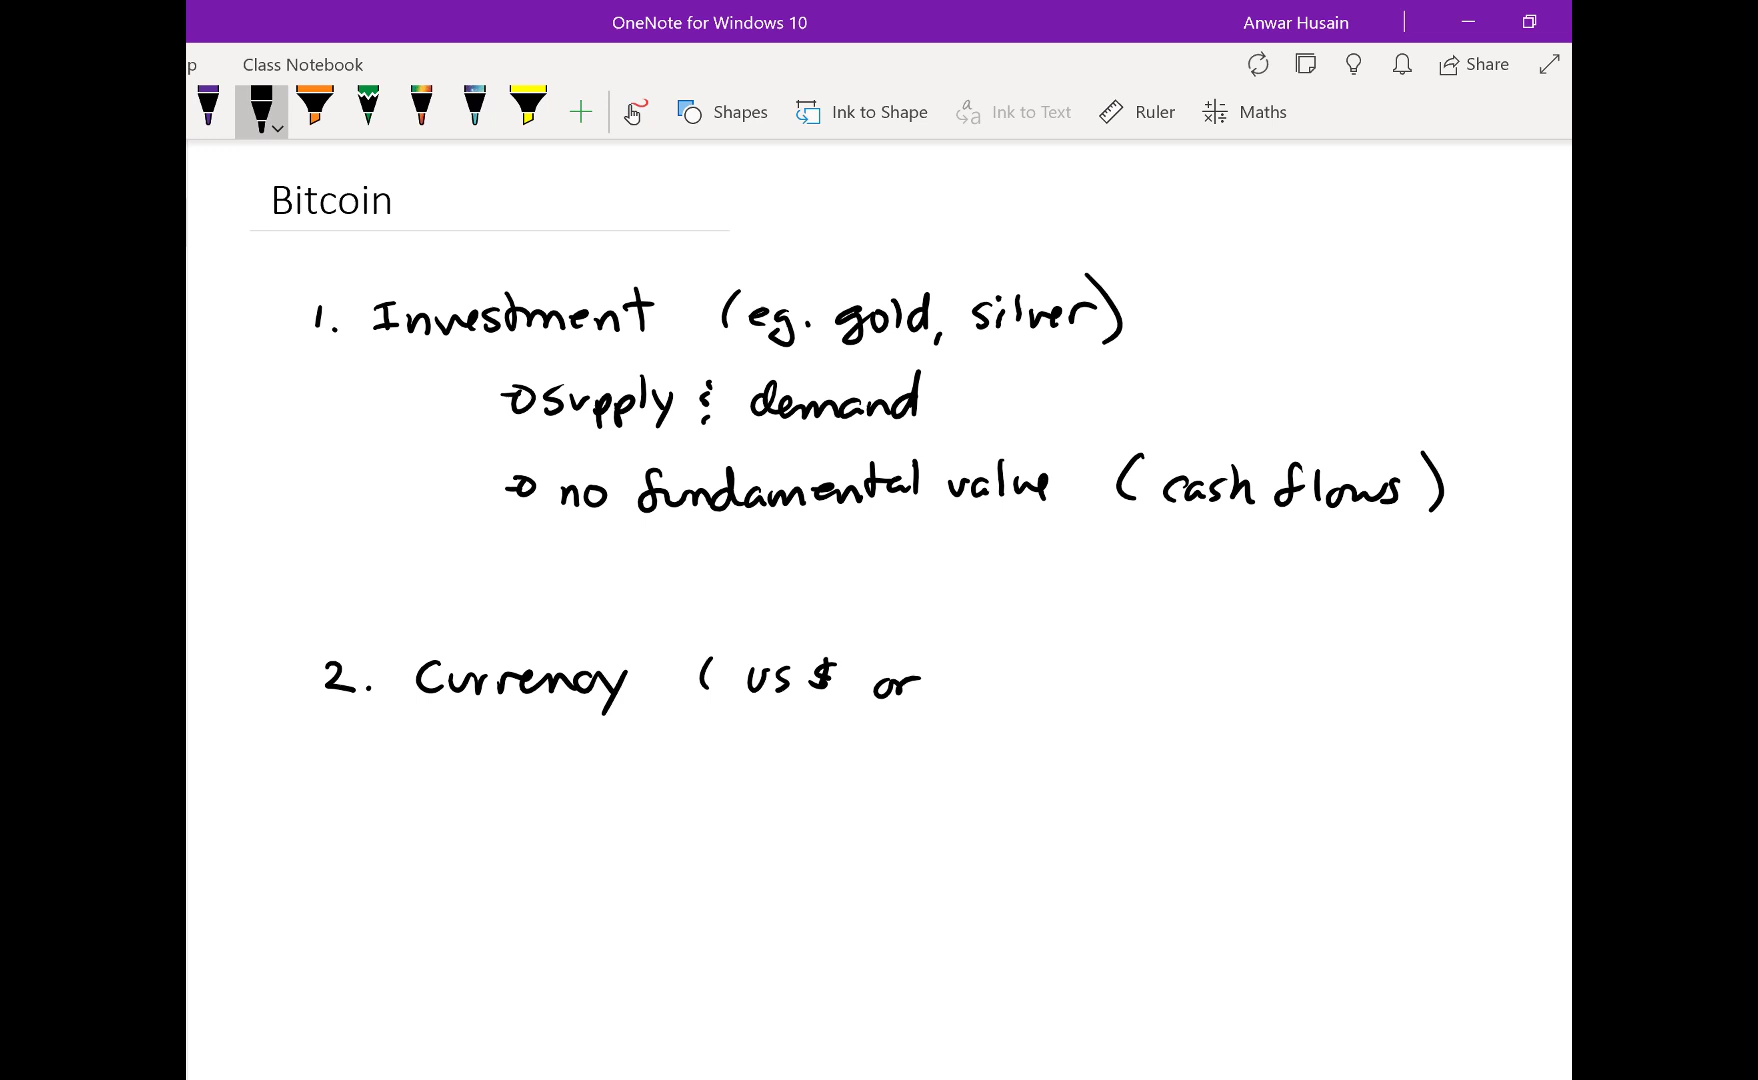 OneNote for Windows 10 Anwar Husain
p Class Notebook Share
Shapes Ink to Shape Ink to Text Ruler Maths
Bitcoin
1. Investment (eg. gold, silver)
supply & demand
no fundamental value (cash flows)
2. Currency ( US $ or